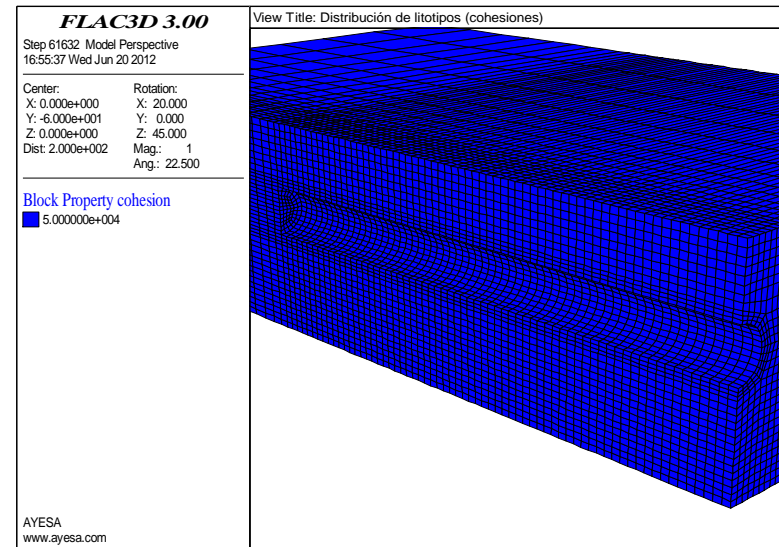 FLAC3D 3.00
Step 61632 Model Perspective
16:55:37 Wed Jun 20 2012
Center:
X: 0.000e+000
Y: -6.000e+001
Z: 0.000e+000
Dist: 2.000e+002
Rotation:
X: 20.000
Y: 0.000
Z: 45.000
Mag.: 1
Ang.: 22.500
Block Property cohesion
5.000000e+004
AYESA
www.ayesa.com
View Title: Distribución de litotipos (cohesiones)